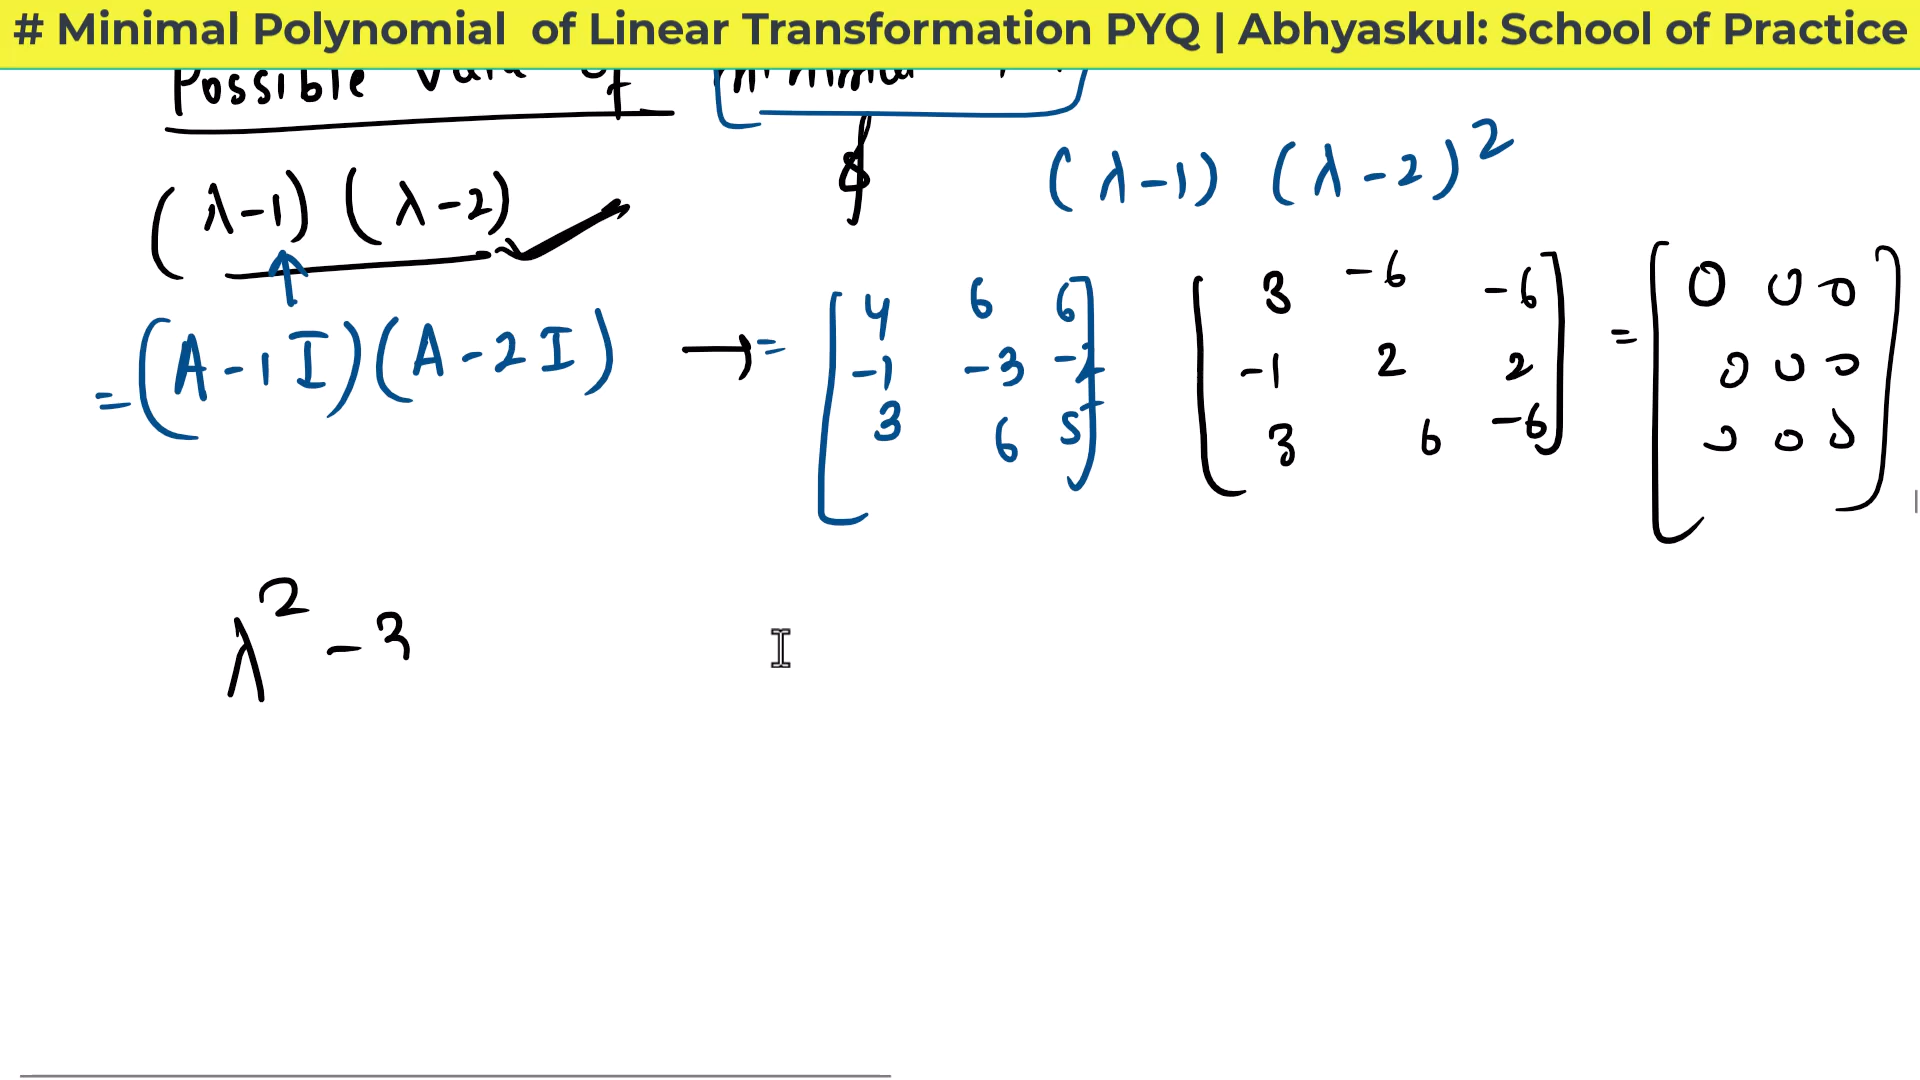 # Minimal Polynomial of Linear Transformation PYQ | Abhyaskul: School of Practice
Possible of
(λ-1) (λ-2)
(λ-1) (λ-2)²
= (A-1I)(A-2I) → = [4 6 6] [3 -6 -6] = [0 0 0]
-1 -3 -2 -1 2 2 0 0 0
3 6 5 3 6 -6 0 0 0
λ² - 3